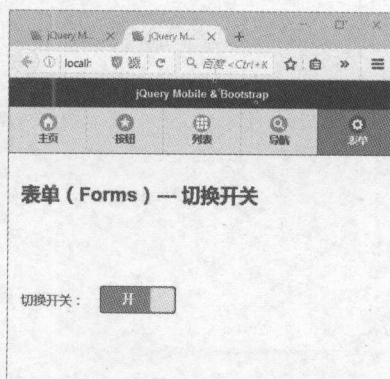 jQuery M...
jQuery M...
localh
百度 <Ctrl+K
jQuery Mobile & Bootstrap
主页
按钮
列表
导航
表单
表单（Forms）— 切换开关
切换开关：
开